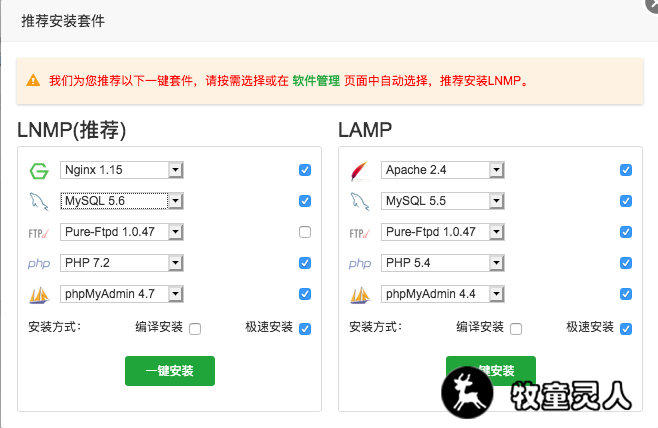 推荐安装套件
我们为您推荐以下一键套件，请按需选择或在 软件管理 页面中自动选择，推荐安装LNMP。
LNMP(推荐)
Nginx 1.15
MySQL 5.6
FTP
Pure-Ftpd 1.0.47
php
PHP 7.2
phpMyAdmin 4.7
安装方式：
编译安装
极速安装
一键安装
LAMP
Apache 2.4
MySQL 5.5
FTP
Pure-Ftpd 1.0.47
php
PHP 5.4
phpMyAdmin 4.4
安装方式：
编译安装
极速安装
键安装
牧童灵人